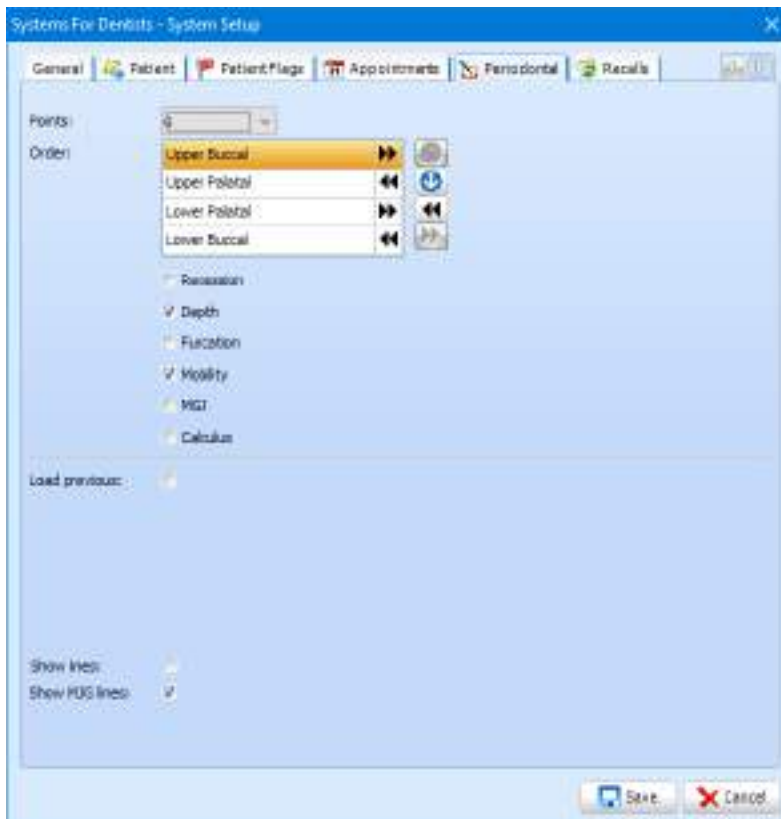 Systems For Dentists - System Setup
General Patient Patient Flags Appointments Periodontal Recalls
Points: 6
Order: Upper Buccal
Upper Palatal
Lower Palatal
Lower Buccal
Recession
Depth
Furcation
Mobility
MGJ
Calculus
Load previous:
Show lines:
Show MJG lines:
Save Cancel